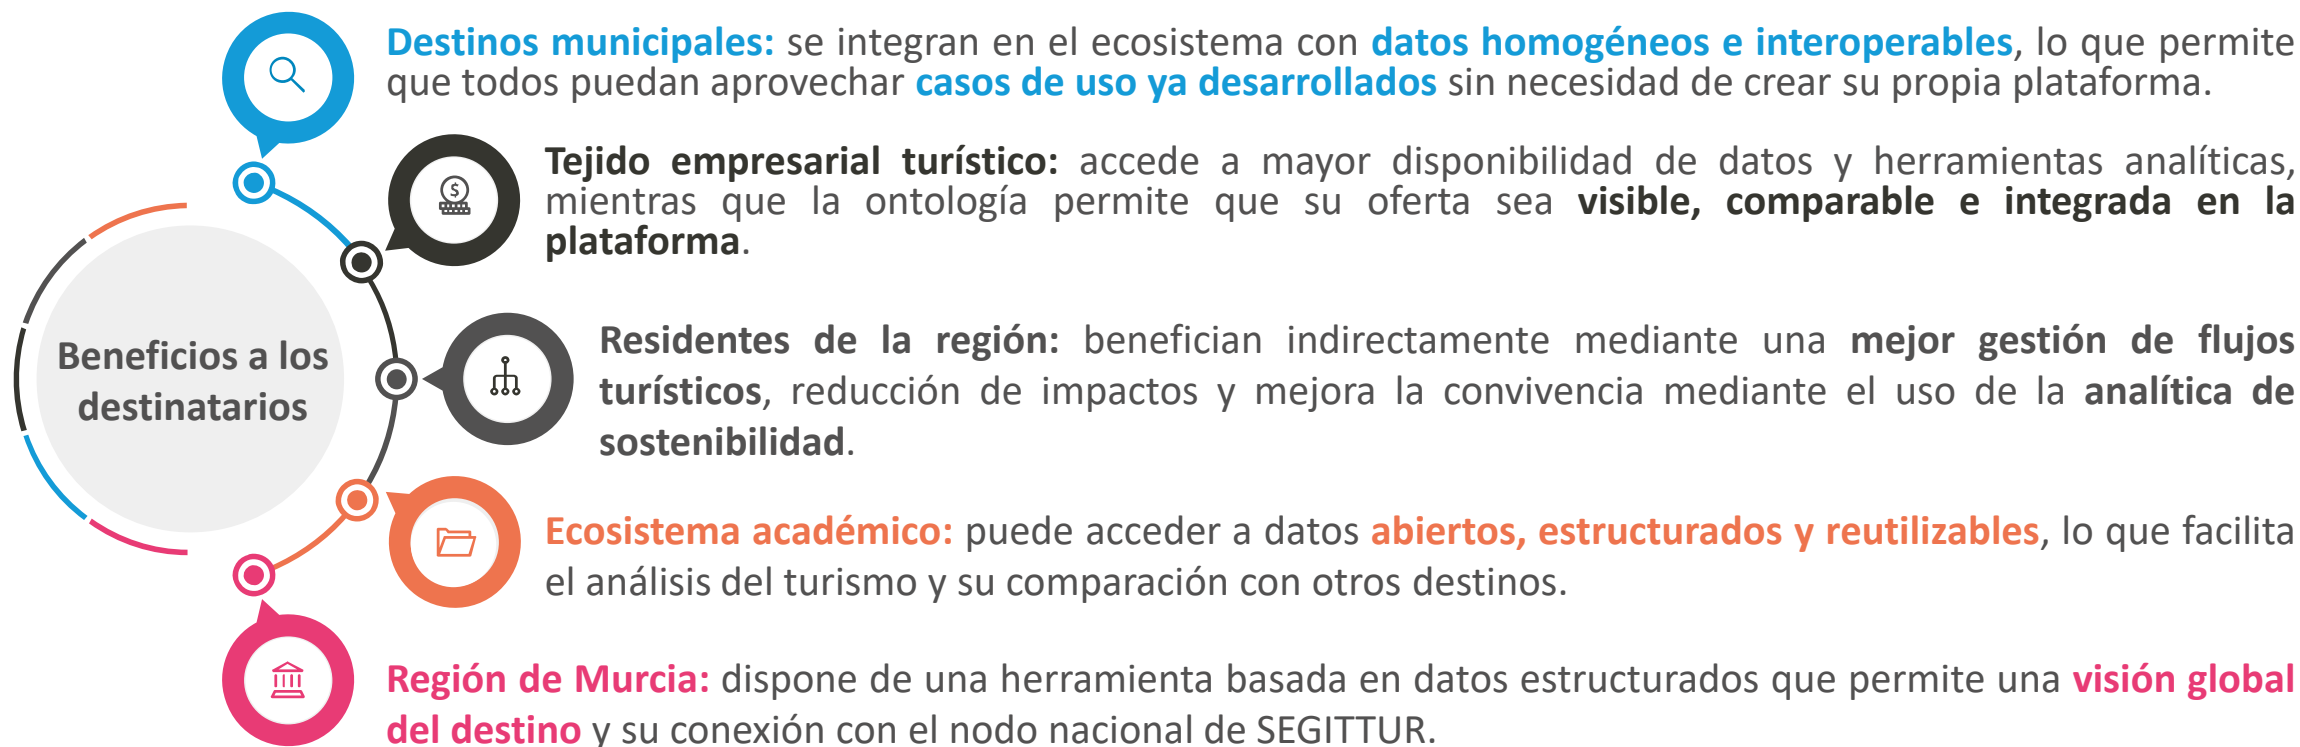 Destinos municipales: se integran en el ecosistema con datos homogéneos e interoperables, lo que permite
que todos puedan aprovechar casos de uso ya desarrollados sin necesidad de crear su propia plataforma.
Tejido empresarial turístico: accede a mayor disponibilidad de datos y herramientas analíticas,
mientras que la ontología permite que su oferta sea visible, comparable e integrada en la
plataforma.
Beneficios a los
destinatarios
Residentes de la región: benefician indirectamente mediante una mejor gestión de flujos
turísticos, reducción de impactos y mejora la convivencia mediante el uso de la analítica de
sostenibilidad.
Ecosistema académico: puede acceder a datos abiertos, estructurados y reutilizables, lo que facilita
el análisis del turismo y su comparación con otros destinos.
Región de Murcia: dispone de una herramienta basada en datos estructurados que permite una visión global
del destino y su conexión con el nodo nacional de SEGITTUR.